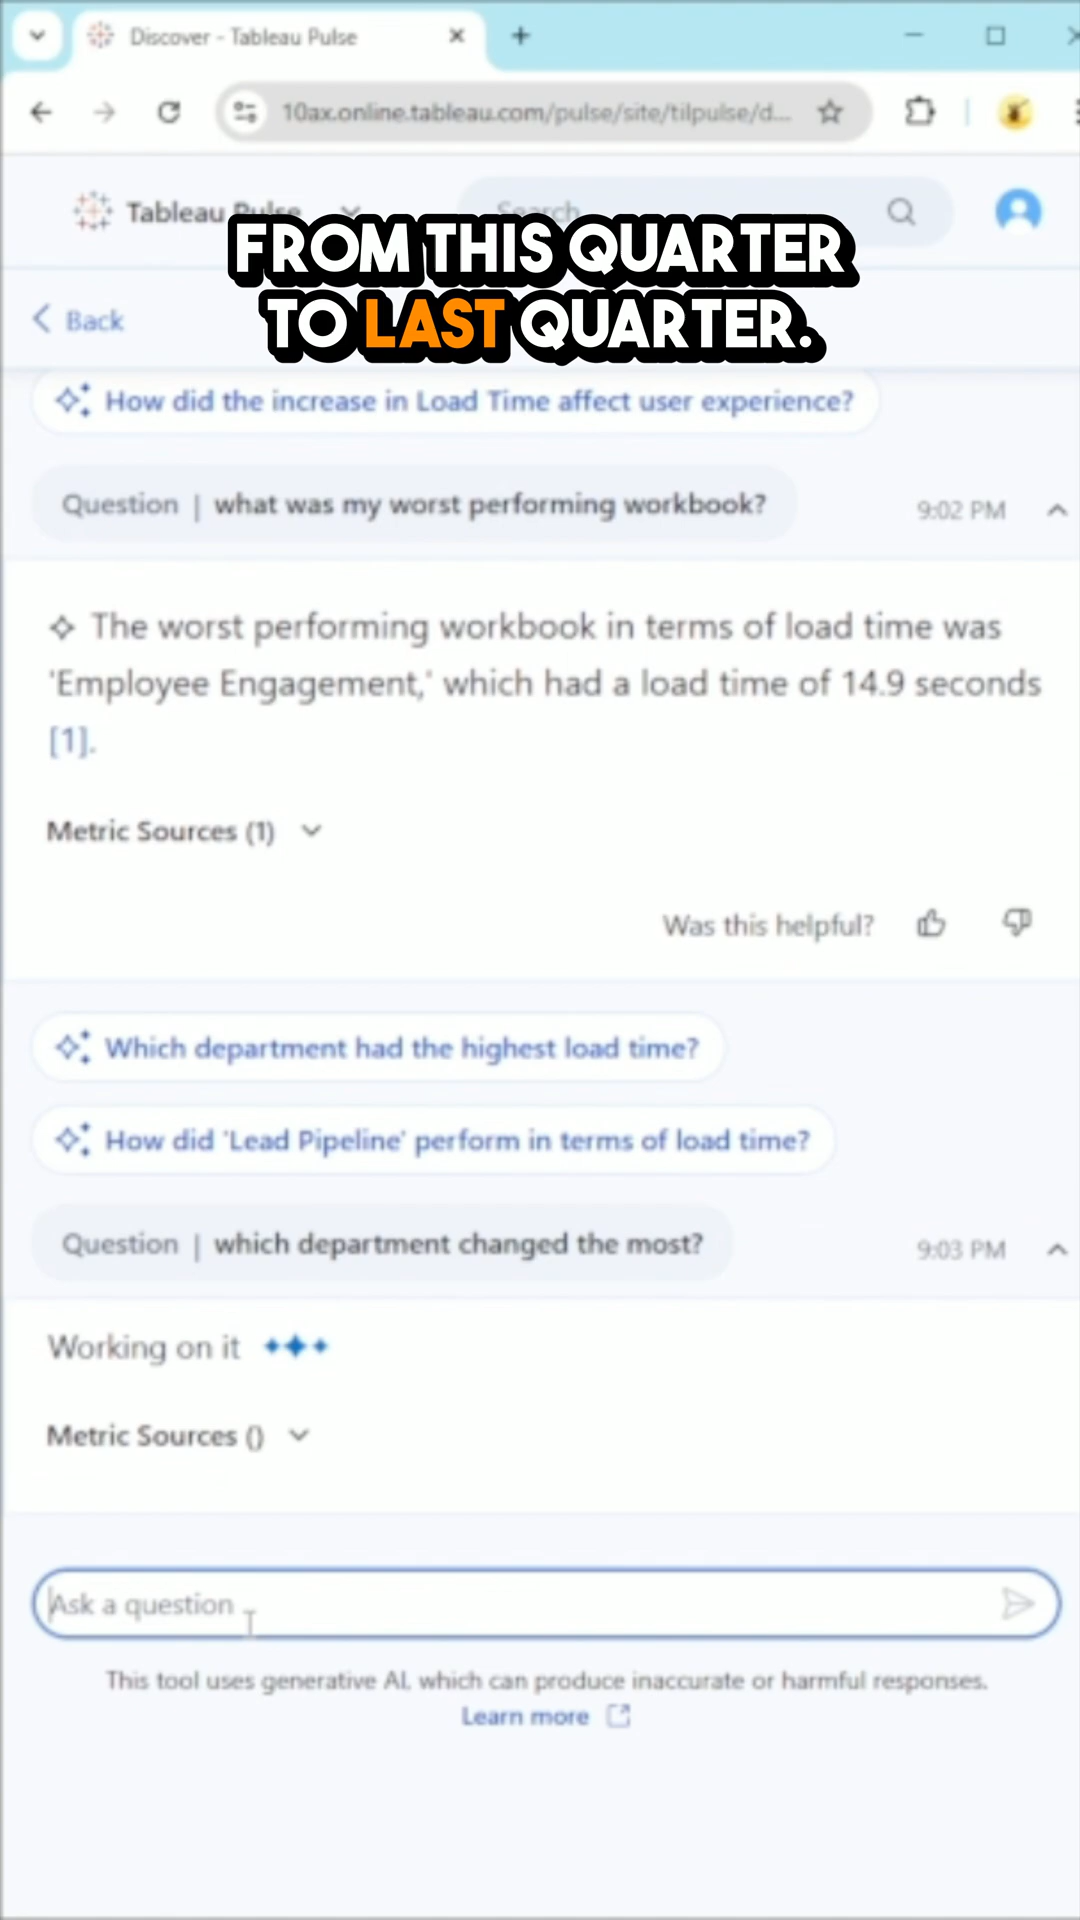 Discover - Tableau Pulse
10ax.online.tableau.com/pulse/site/tilpulse/d...
Tableau Pulse
Search
FROM THIS QUARTER
TO LAST QUARTER.
Back
How did the increase in Load Time affect user experience?
Question | what was my worst performing workbook?
9:02 PM
The worst performing workbook in terms of load time was
'Employee Engagement,' which had a load time of 14.9 seconds
[1].
Metric Sources (1)
Was this helpful?
Which department had the highest load time?
How did 'Lead Pipeline' perform in terms of load time?
Question | which department changed the most?
9:03 PM
Working on it
Metric Sources ()
Ask a question
This tool uses generative AI, which can produce inaccurate or harmful responses.
Learn more